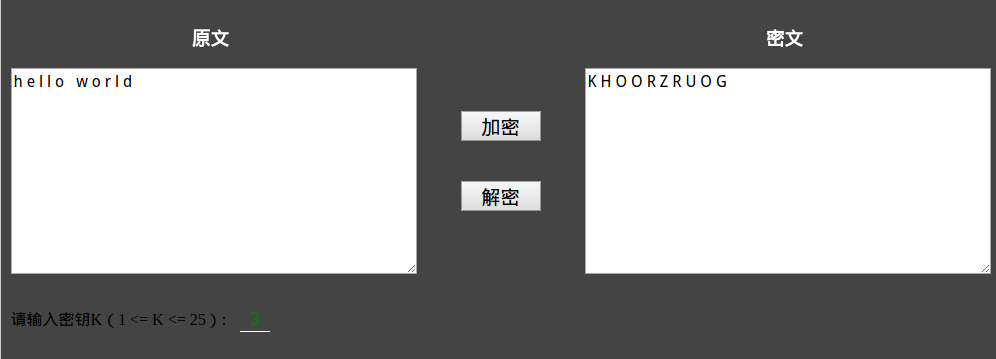 原文
密文
hello world
KHOORZRUOG
加密
解密
请输入密钥K ( 1 <= K <= 25 ) : 3